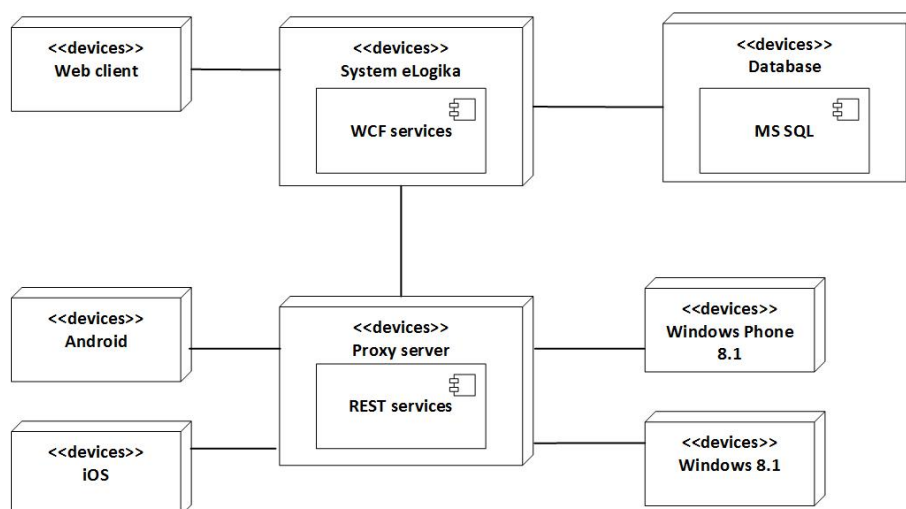 <<devices>>
Web client
<<devices>>
System eLogika
WCF services
<<devices>>
Database
MS SQL
<<devices>>
Android
<<devices>>
Proxy server
REST services
<<devices>>
Windows Phone
8.1
<<devices>>
iOS
<<devices>>
Windows 8.1